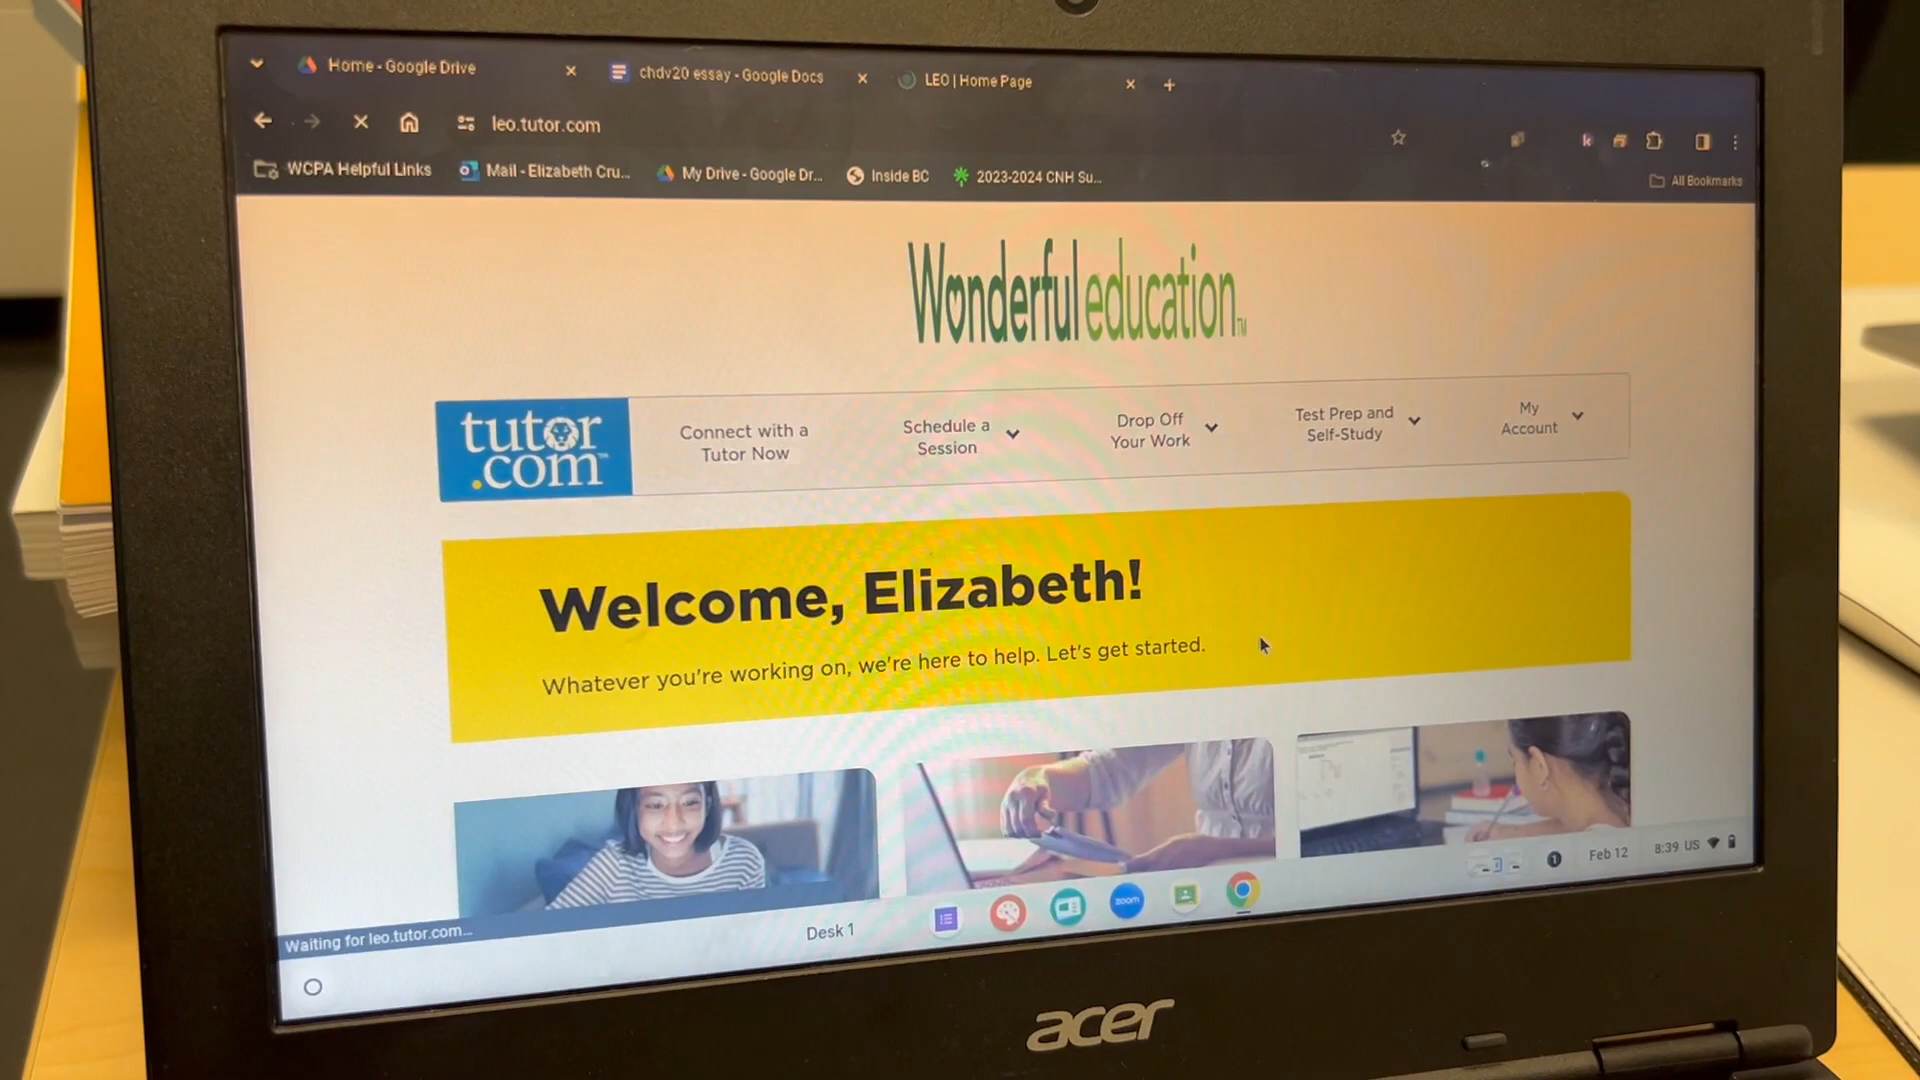 Home - Google Drive
chdv20 essay - Google Docs
LEO | Home Page
leo.tutor.com
WCPA Helpful Links
Mail - Elizabeth Cru...
My Drive - Google Dr...
Inside BC
2023-2024 CNH Su...
All Bookmarks
Wonderful education™
tutor
.com™
Connect with a
Tutor Now
Schedule a
Session
Drop Off
Your Work
Test Prep and
Self-Study
My
Account
Welcome, Elizabeth!
Whatever you're working on, we're here to help. Let's get started.
Waiting for leo.tutor.com...
Desk 1
zoom
1
Feb 12
8:39 US
acer